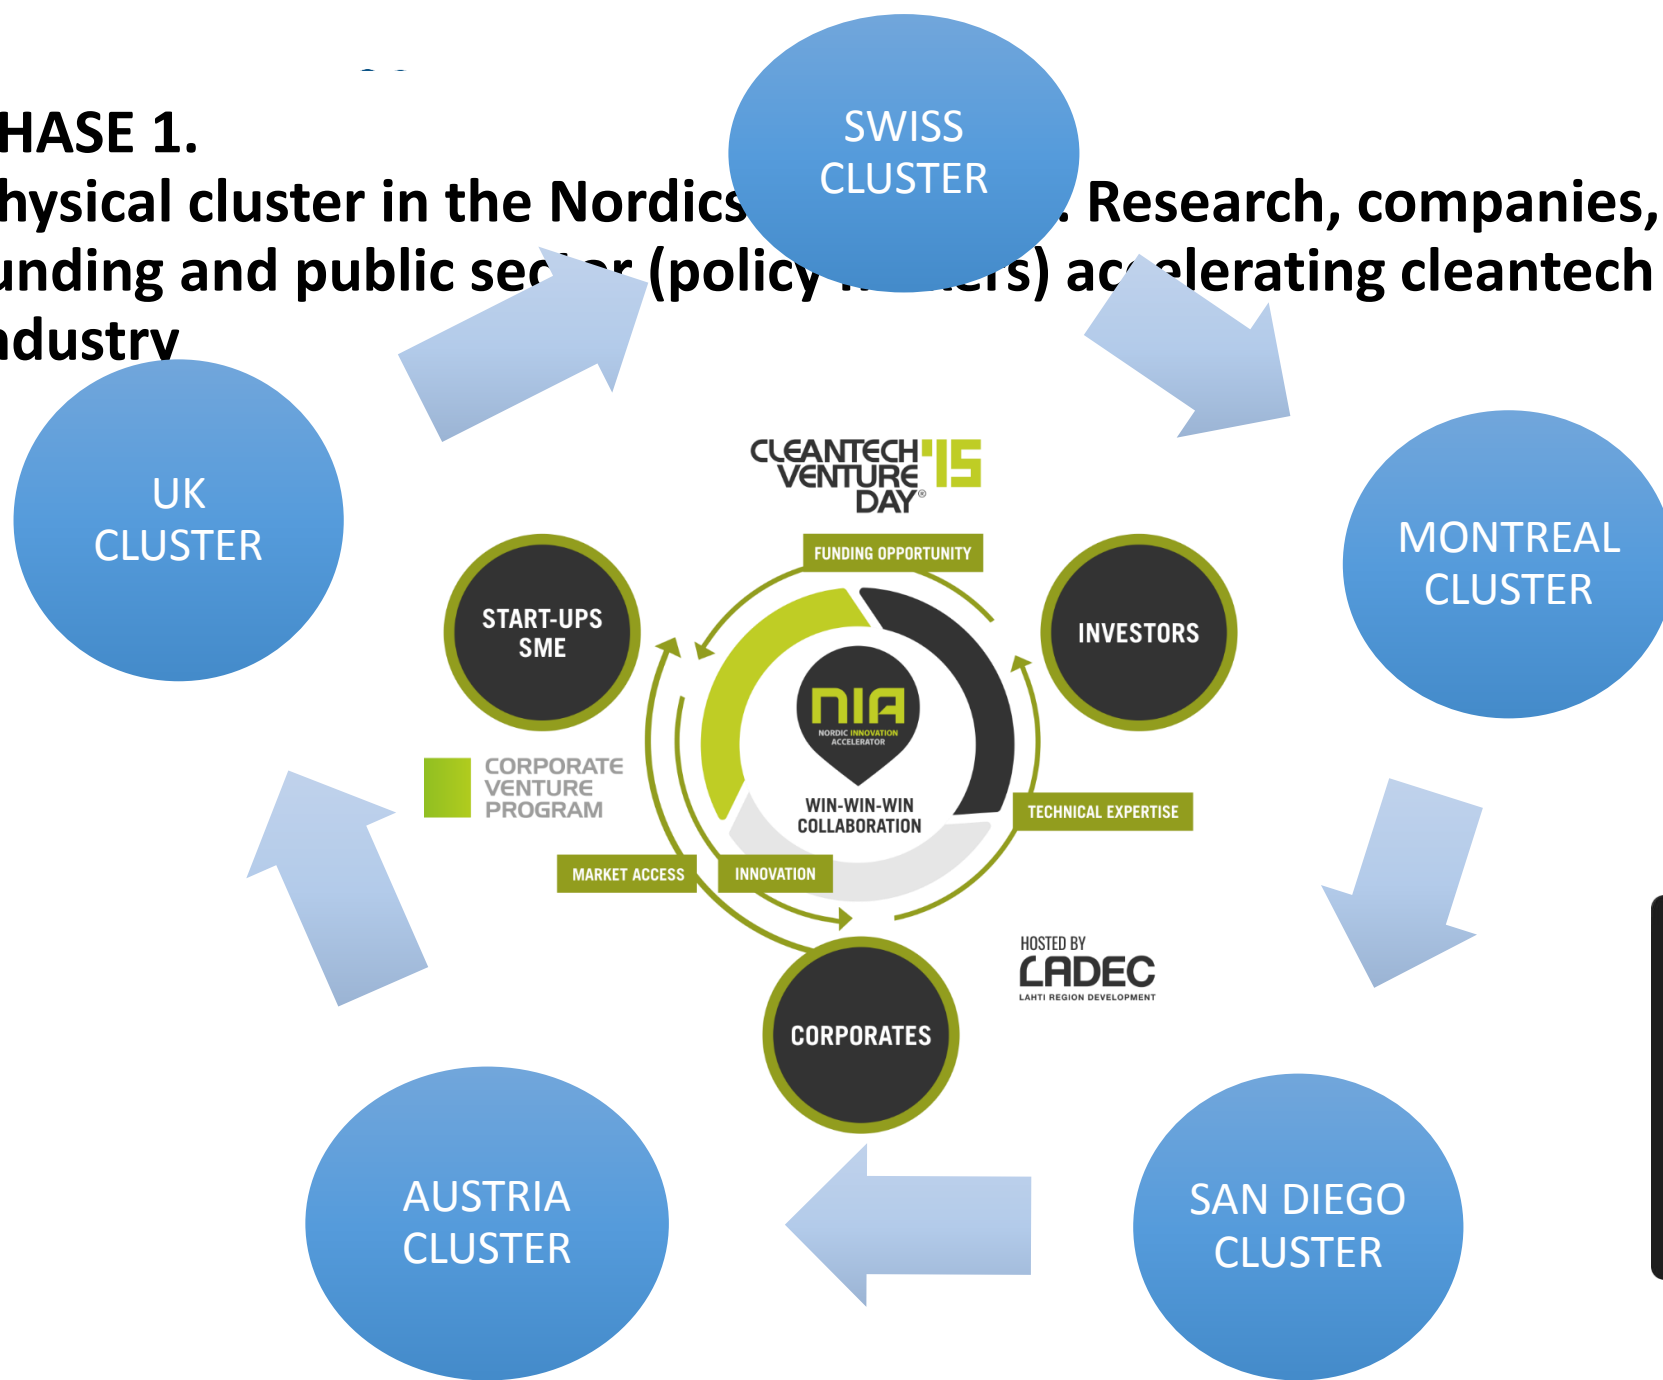 HASE 1.
hysical cluster in the Nordics . Research, companies,
unding and public sector (policy makers) accelerating cleantech
ndustry
SWISS
CLUSTER
UK
CLUSTER
MONTREAL
CLUSTER
CLEANTECH '15
VENTURE
DAY®
FUNDING OPPORTUNITY
START-UPS
SME
INVESTORS
NIA
NORDIC INNOVATION
ACCELERATOR
WIN-WIN-WIN
COLLABORATION
CORPORATE
VENTURE
PROGRAM
TECHNICAL EXPERTISE
MARKET ACCESS
INNOVATION
HOSTED BY
LADEC
LAHTI REGION DEVELOPMENT
CORPORATES
AUSTRIA
CLUSTER
SAN DIEGO
CLUSTER